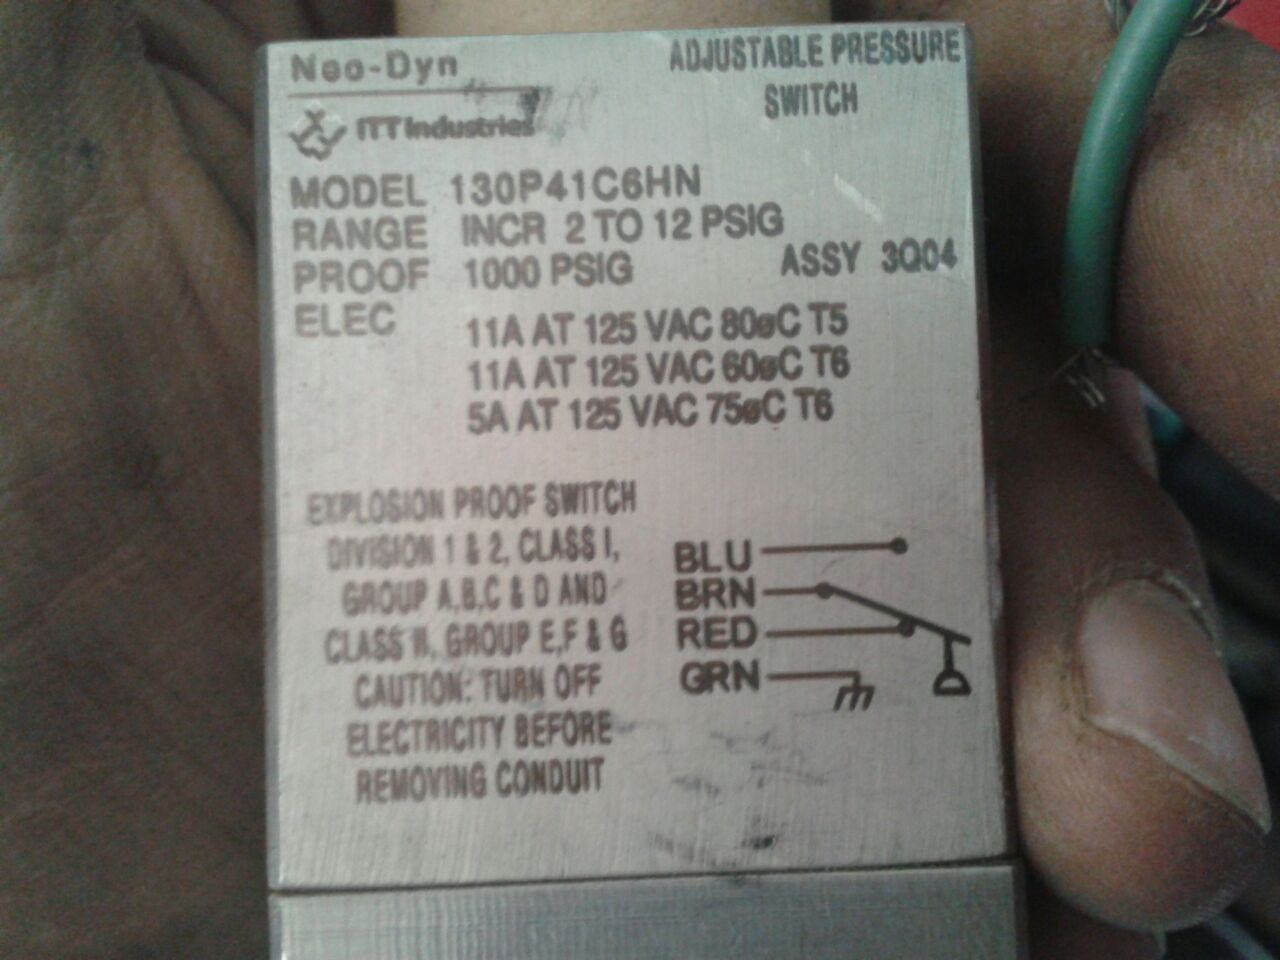 Neo-Dyn
ITT Industries
ADJUSTABLE PRESSURE
SWITCH
MODEL 130P41C6HN
RANGE INCR 2 TO 12 PSIG
PROOF 1000 PSIG ASSY 3Q04
ELEC 11A AT 125 VAC 80øC T5
11A AT 125 VAC 60øC T6
5A AT 125 VAC 75øC T6
EXPLOSION PROOF SWITCH
DIVISION 1 & 2, CLASS I,
GROUP A,B,C & D AND
CLASS II, GROUP E,F & G
CAUTION: TURN OFF
ELECTRICITY BEFORE
REMOVING CONDUIT
BLU
BRN
RED
GRN